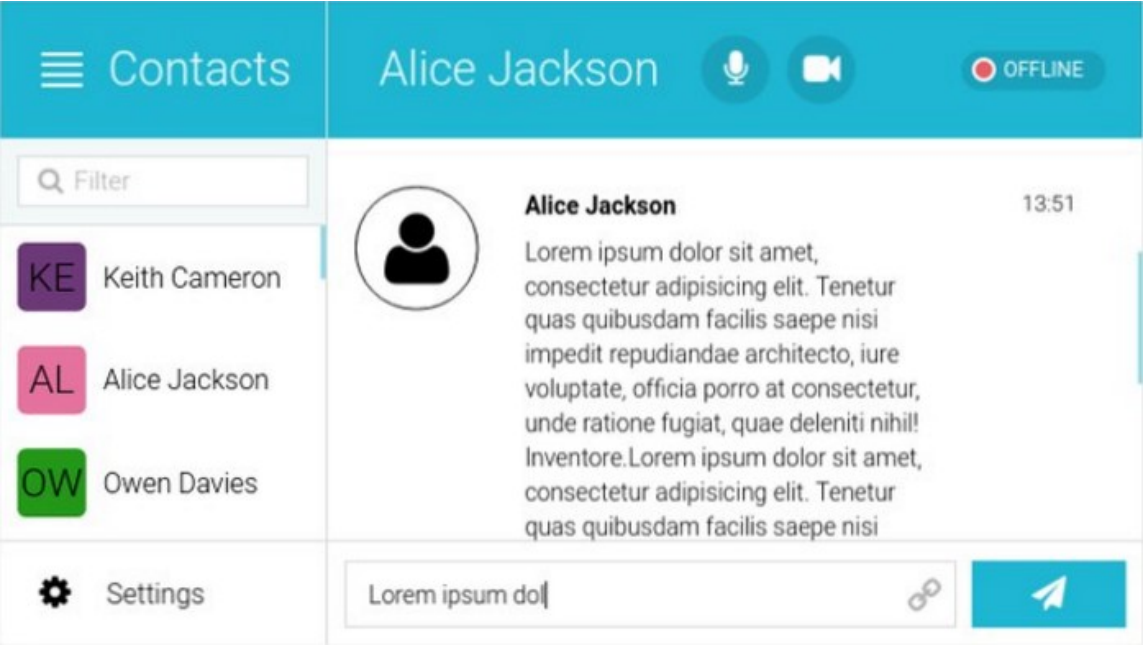 Contacts
Alice Jackson
OFFLINE
Filter
KE Keith Cameron
AL Alice Jackson
OW Owen Davies
Settings
Alice Jackson 13:51
Lorem ipsum dolor sit amet,
consectetur adipisicing elit. Tenetur
quas quibusdam facilis saepe nisi
impedit repudiandae architecto, iure
voluptate, officia porro at consectetur,
unde ratione fugiat, quae deleniti nihil!
Inventore.Lorem ipsum dolor sit amet,
consectetur adipisicing elit. Tenetur
quas quibusdam facilis saepe nisi
Lorem ipsum dol